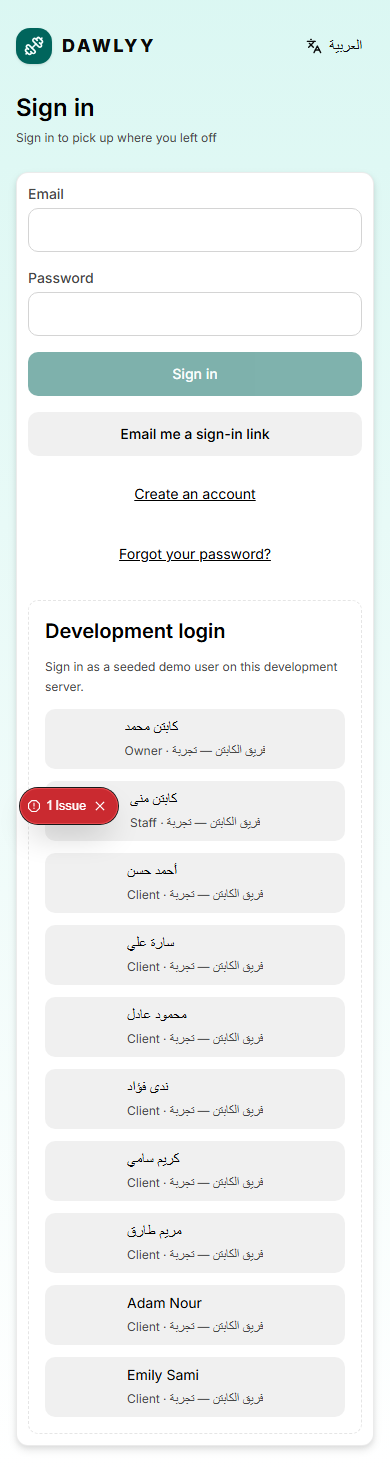 DAWLYY
العربية
Sign in
Sign in to pick up where you left off
Email
Password
Sign in
Email me a sign-in link
Create an account
Forgot your password?
Development login
Sign in as a seeded demo user on this development
server.
كابتن محمد
Owner · فريق الكابتن — تجربة
1 Issue
كابتن منى
Staff · فريق الكابتن — تجربة
أحمد حسن
Client · فريق الكابتن — تجربة
سارة علي
Client · فريق الكابتن — تجربة
محمود عادل
Client · فريق الكابتن — تجربة
ندى فؤاد
Client · فريق الكابتن — تجربة
كريم سامي
Client · فريق الكابتن — تجربة
مريم طارق
Client · فريق الكابتن — تجربة
Adam Nour
Client · فريق الكابتن — تجربة
Emily Sami
Client · فريق الكابتن — تجربة